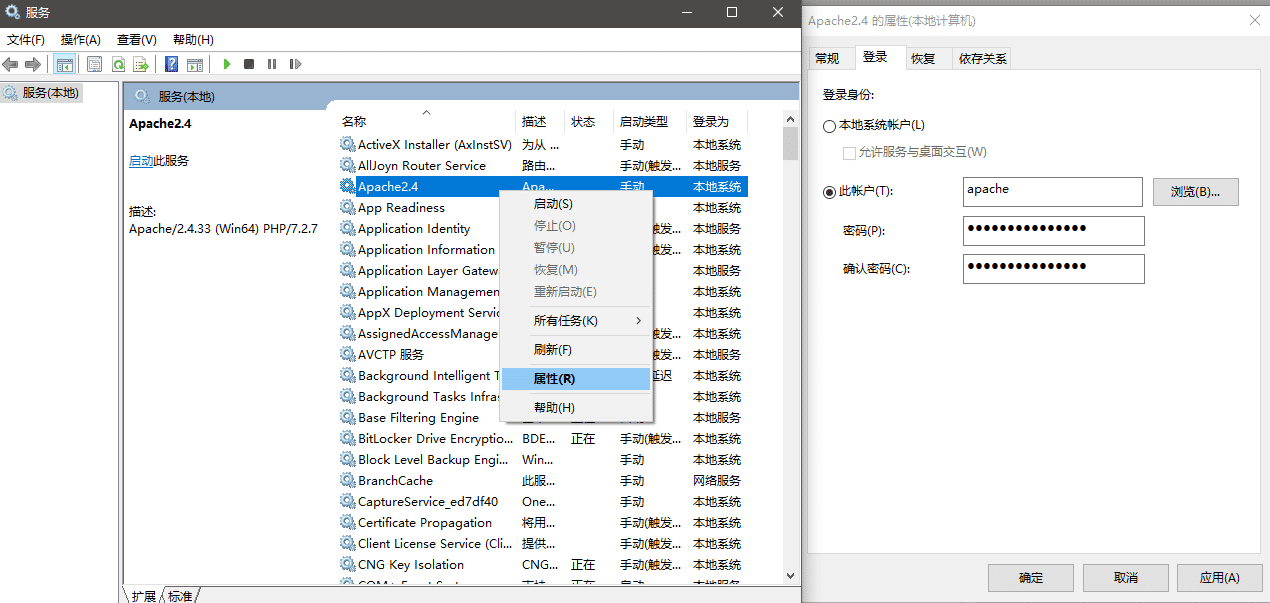 服务
文件(F) 操作(A) 查看(V) 帮助(H)
服务(本地)
服务(本地)
Apache2.4
启动此服务
描述:
Apache/2.4.33 (Win64) PHP/7.2.7
名称 描述 状态 启动类型 登录为
ActiveX Installer (AxInstSV) 为从 ... 手动 本地系统
AllJoyn Router Service 路由... 手动(触发... 本地服务
Apache2.4 Apa... 手动 本地系统
App Readiness 本地系统
Application Identity 触发... 本地服务
Application Information 触发... 本地系统
Application Layer Gatew 本地服务
Application Managemen 本地系统
AppX Deployment Servic 本地系统
AssignedAccessManage 触发... 本地系统
AVCTP 服务 触发... 本地服务
Background Intelligent T 延迟 本地系统
Background Tasks Infras 本地系统
Base Filtering Engine 本地服务
BitLocker Drive Encryptio... BDE... 正在 手动(触发... 本地系统
Block Level Backup Engi... Win... 手动 本地系统
BranchCache 此服... 手动 网络服务
CaptureService_ed7df40 One... 手动 本地系统
Certificate Propagation 将用... 手动(触发... 本地系统
Client License Service (Cli... 提供... 手动(触发... 本地系统
CNG Key Isolation CNG... 正在 手动(触发... 本地系统
启动(S)
停止(O)
暂停(U)
恢复(M)
重新启动(E)
所有任务(K)
刷新(F)
属性(R)
帮助(H)
扩展 标准
Apache2.4 的属性(本地计算机)
常规 登录 恢复 依存关系
登录身份:
本地系统帐户(L)
允许服务与桌面交互(W)
此帐户(T): apache 浏览(B)...
密码(P): ●●●●●●●●●●●●●●●
确认密码(C): ●●●●●●●●●●●●●●●
确定 取消 应用(A)